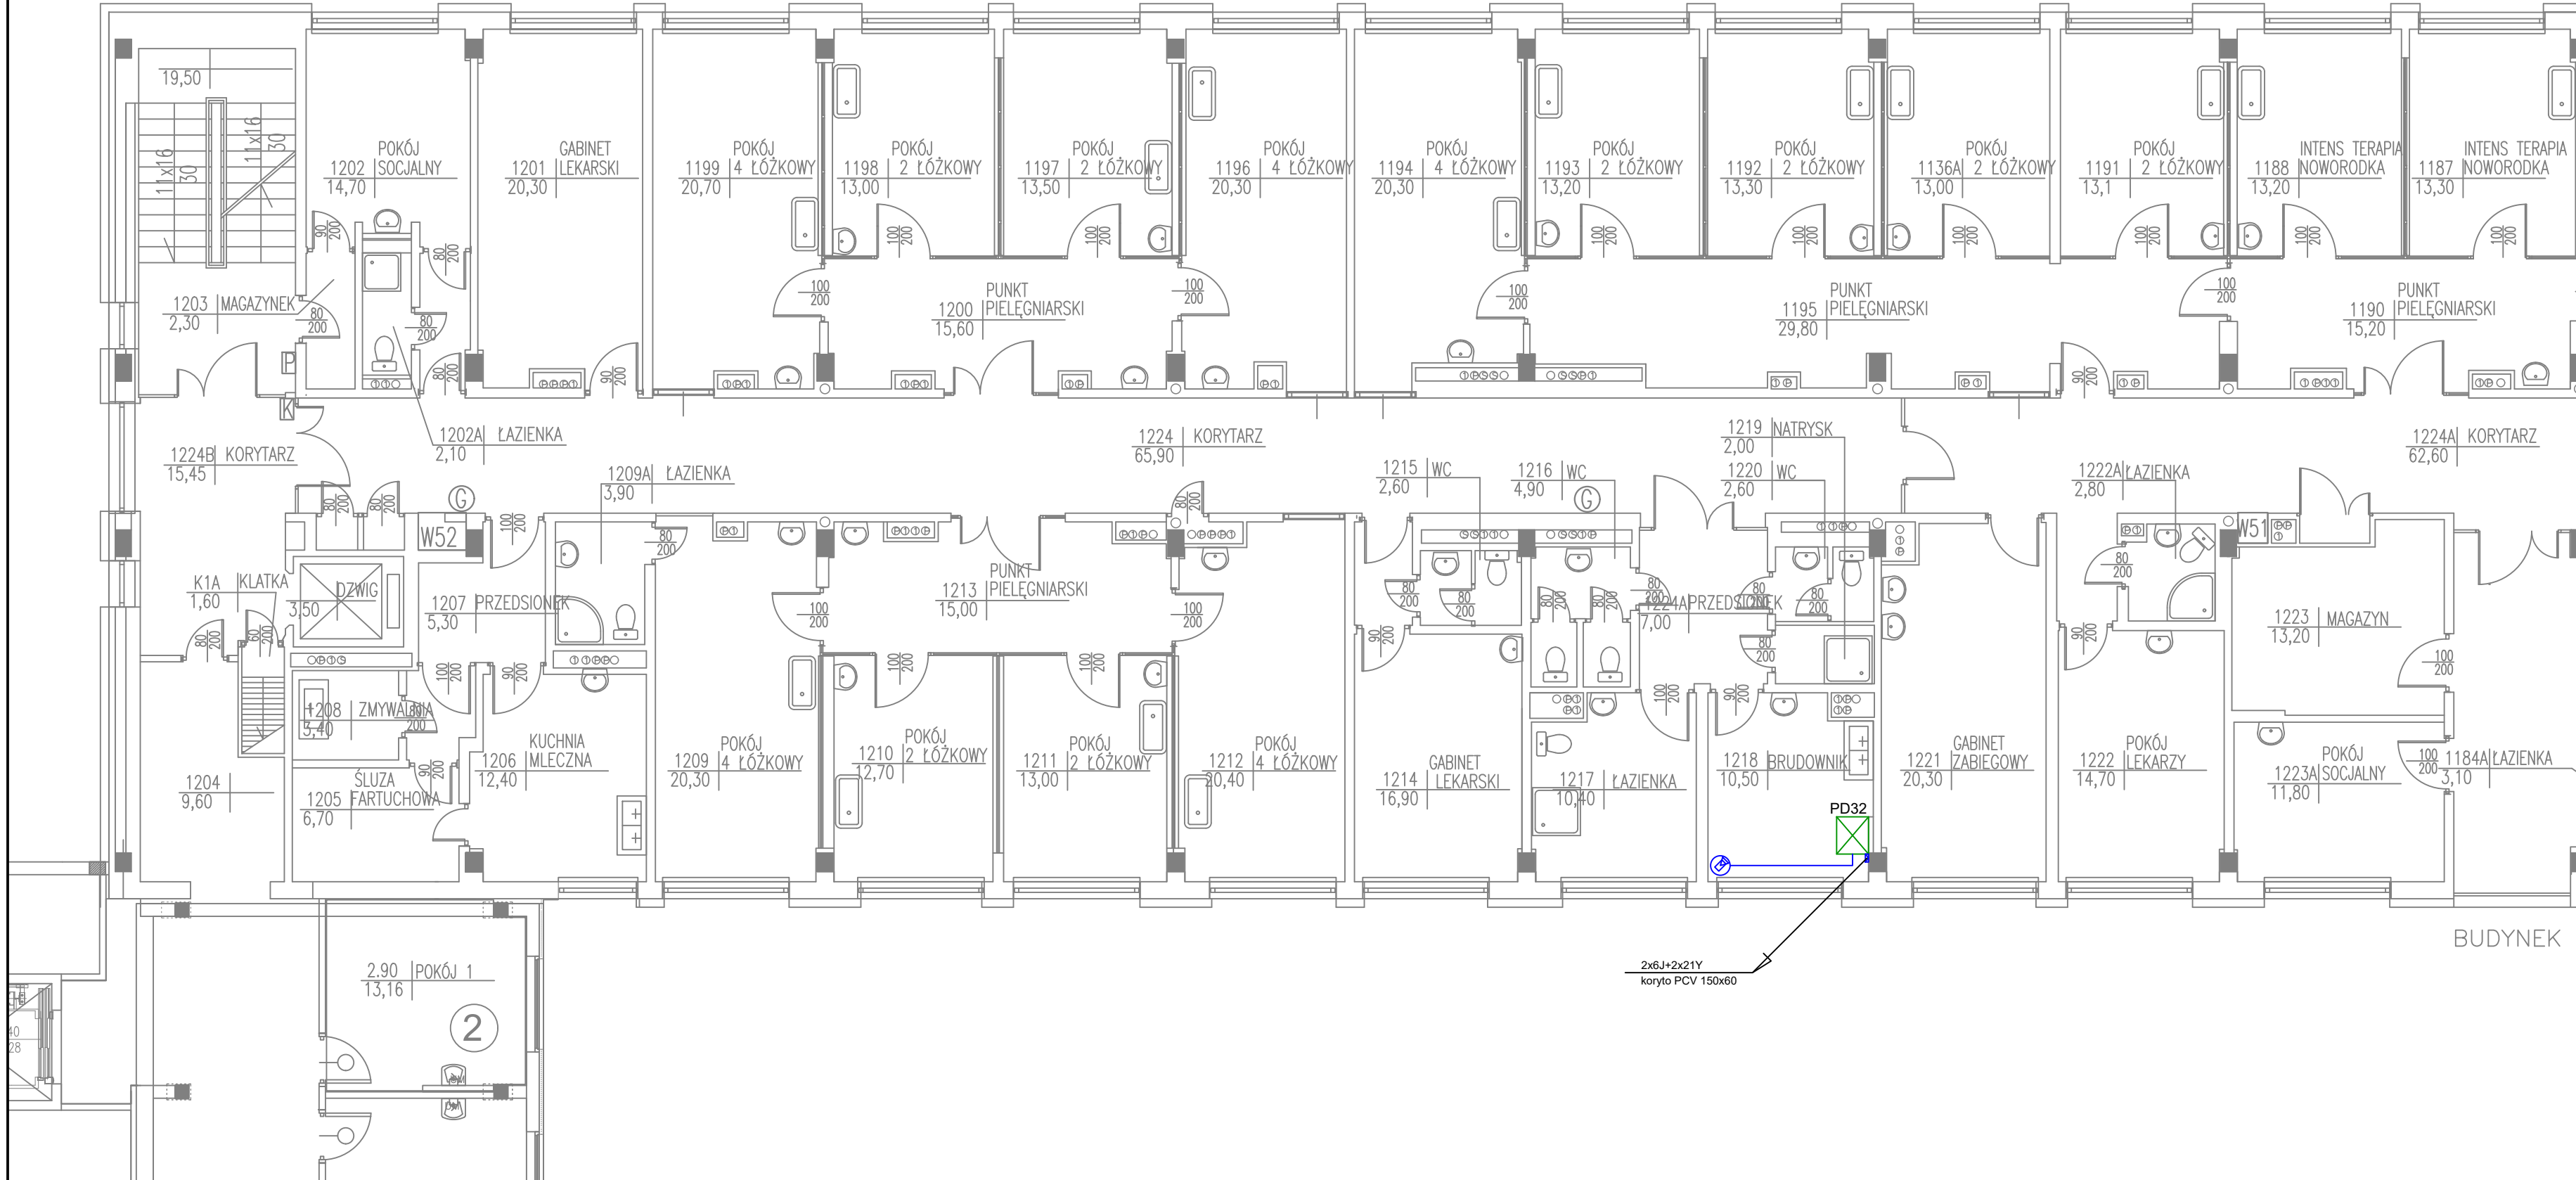 19,50
11x16
30
11x16
30
POKÓJ
1202 SOCJALNY
14,70
GABINET
1201 LEKARSKI
20,30
POKÓJ
1199 4 ŁÓŻKOWY
20,70
POKÓJ
1198 2 ŁÓŻKOWY
13,00
POKÓJ
1197 2 ŁÓŻKOWY
13,50
POKÓJ
1196 4 ŁÓŻKOWY
20,30
POKÓJ
1194 4 ŁÓŻKOWY
20,30
POKÓJ
1193 2 ŁÓŻKOWY
13,20
POKÓJ
1192 2 ŁÓŻKOWY
13,30
POKÓJ
1136A 2 ŁÓŻKOWY
13,00
POKÓJ
1191 2 ŁÓŻKOWY
13,1
INTENS TERAPIA
1188 NOWORODKA
13,20
INTENS TERAPIA
1187 NOWORODKA
13,30
1203 MAGAZYNEK
2,30
PUNKT
1200 PIELĘGNIARSKI
15,60
PUNKT
1195 PIELĘGNIARSKI
29,80
PUNKT
1190 PIELĘGNIARSKI
15,20
P
K
1224B KORYTARZ
15,45
1202A ŁAZIENKA
2,10
1209A ŁAZIENKA
3,90
1224 KORYTARZ
65,90
1215 WC
2,60
1216 WC
4,90
1219 NATRYSK
2,00
1220 WC
2,60
1222A ŁAZIENKA
2,80
1224A KORYTARZ
62,60
G
G
W52
W51
K1A KLATKA
1,60
DZWIG
3,50
1207 PRZEDSIONEK
5,30
PUNKT
1213 PIELĘGNIARSKI
15,00
1224A PRZEDSIONEK
7,00
1223 MAGAZYN
13,20
1208 ZMYWALNIA
3,40
1204
9,60
ŚLUZA
1205 FARTUCHOWA
6,70
KUCHNIA
1206 MLECZNA
12,40
POKÓJ
1209 4 ŁÓŻKOWY
20,30
POKÓJ
1210 2 ŁÓŻKOWY
12,70
POKÓJ
1211 2 ŁÓŻKOWY
13,00
POKÓJ
1212 4 ŁÓŻKOWY
20,40
GABINET
1214 LEKARSKI
16,90
1217 ŁAZIENKA
10,40
1218 BRUDOWNIK
10,50
GABINET
1221 ZABIEGOWY
20,30
POKÓJ
1222 LEKARZY
14,70
POKÓJ
1223A SOCJALNY
11,80
1184A ŁAZIENKA
3,10
PD32
2x6J+2x21Y
koryto PCV 150x60
BUDYNEK
2.90 POKÓJ 1
13,16
2